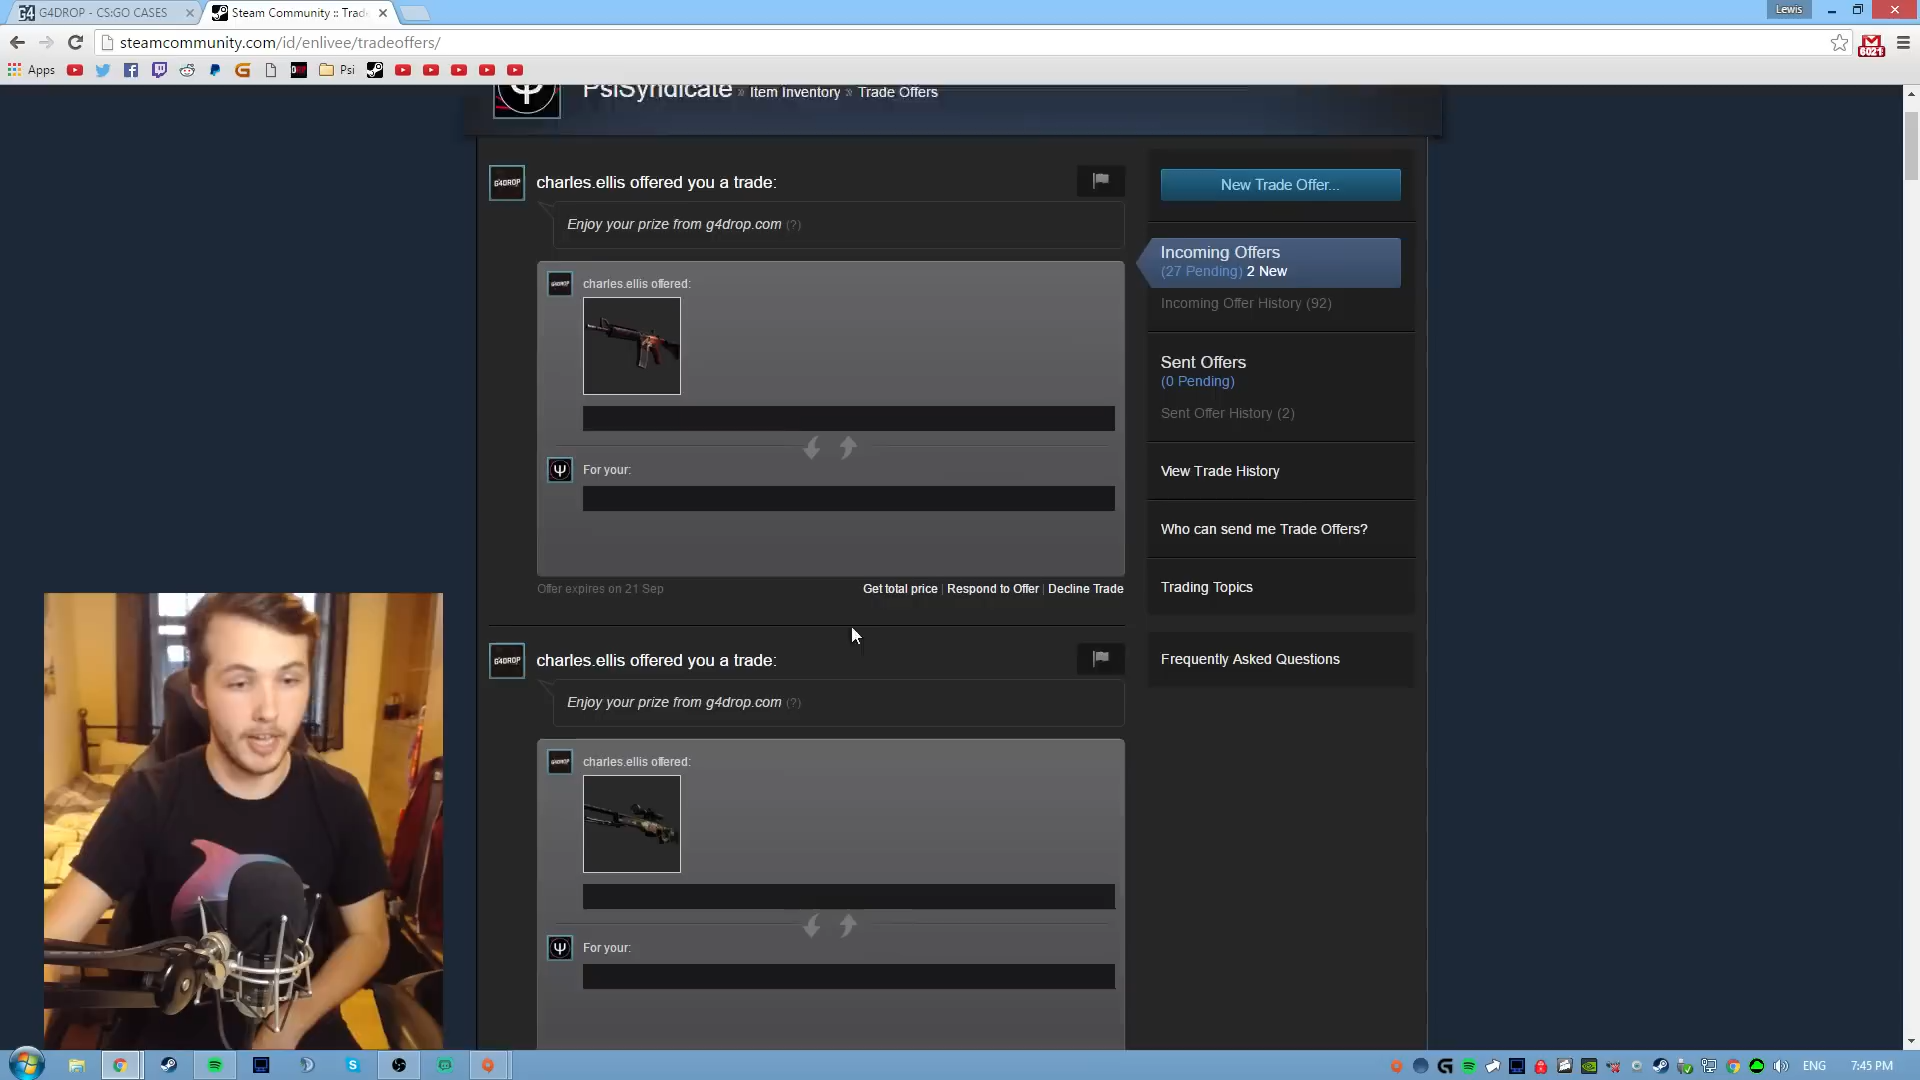 G4DROP - CS:GO CASES
Steam Community :: Trad
Lewis
steamcommunity.com/id/enlivee/tradeoffers/
6021
Apps
Psi
PsiSyndicate » Item Inventory » Trade Offers
charles.ellis offered you a trade:
Enjoy your prize from g4drop.com (?)
charles.ellis offered:
For your:
Offer expires on 21 Sep
Get total price | Respond to Offer | Decline Trade
G4DROP
charles.ellis offered you a trade:
Enjoy your prize from g4drop.com (?)
charles.ellis offered:
For your:
New Trade Offer...
Incoming Offers
(27 Pending) 2 New
Incoming Offer History (92)
Sent Offers
(0 Pending)
Sent Offer History (2)
View Trade History
Who can send me Trade Offers?
Trading Topics
Frequently Asked Questions
ENG
7:45 PM